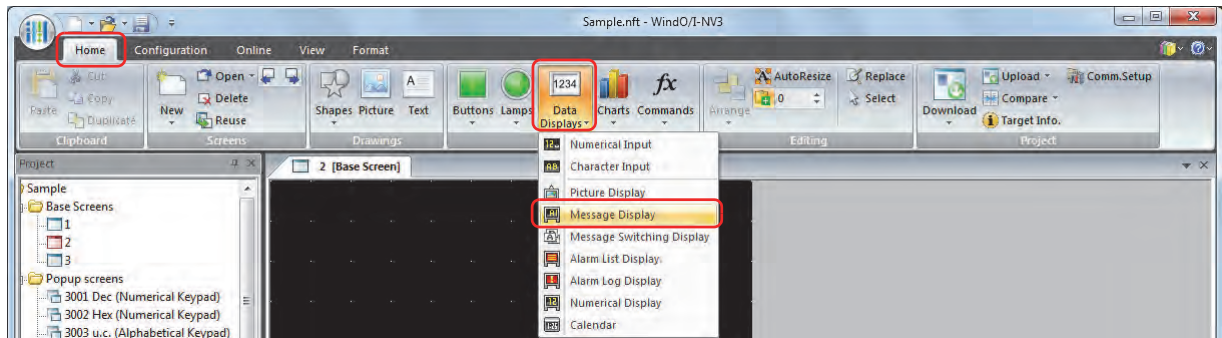 Sample.nft - WindO/I-NV3
Home Configuration Online View Format
Paste
Cut
Copy
Duplicate
Clipboard
New
Open
Delete
Reuse
Screens
Shapes Picture Text
Drawings
Buttons Lamps Data Displays Charts Commands
1234
fx
A
Arrange
AutoResize
0
Replace
Select
Editing
Download
Upload
Compare
Target Info.
Comm.Setup
Project
Project
2 [Base Screen]
Sample
Base Screens
1
2
3
Popup screens
3001 Dec (Numerical Keypad)
3002 Hex (Numerical Keypad)
3003 u.c. (Alphabetical Keypad)
Numerical Input
Character Input
Picture Display
Message Display
Message Switching Display
Alarm List Display
Alarm Log Display
Numerical Display
Calendar